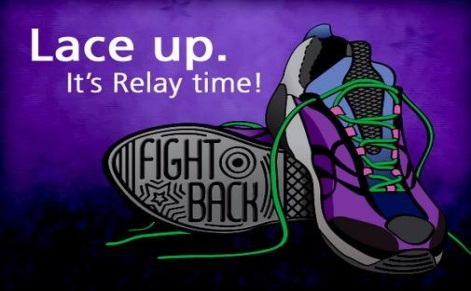 Lace up.
It's Relay time!
FIGHT
BACK